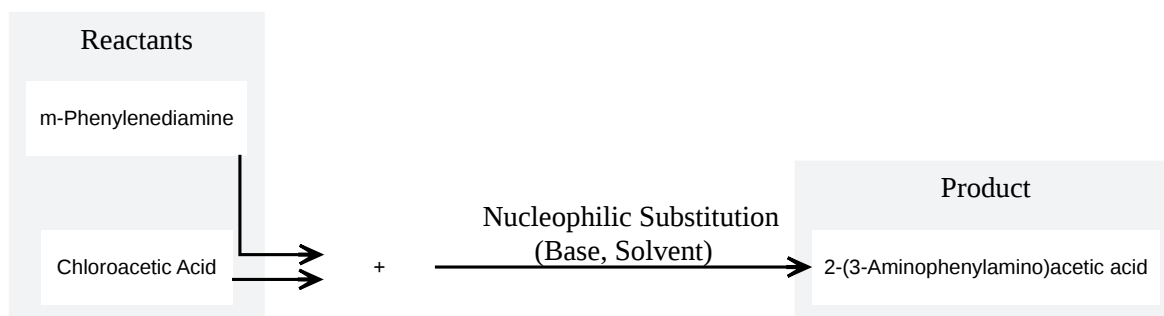 Reactants
m-Phenylenediamine
Chloroacetic Acid
+
Nucleophilic Substitution
(Base, Solvent)
Product
2-(3-Aminophenylamino)acetic acid